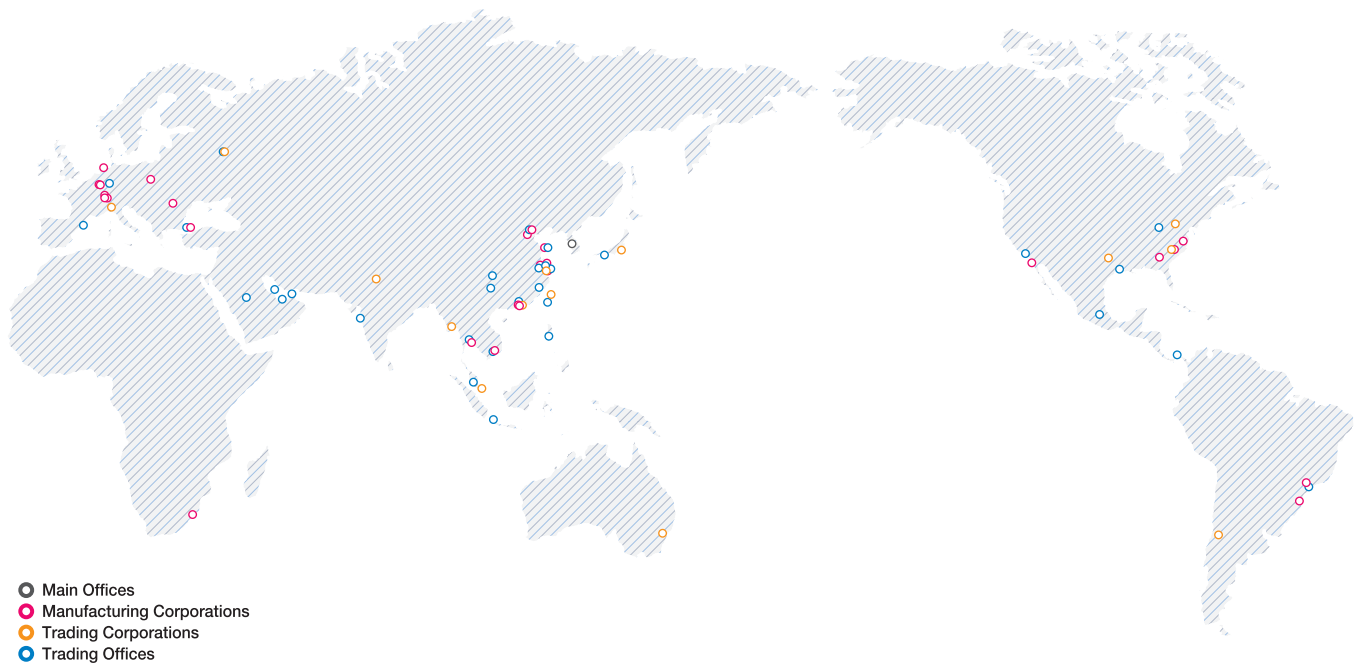 Main Offices
Manufacturing Corporations
Trading Corporations
Trading Offices